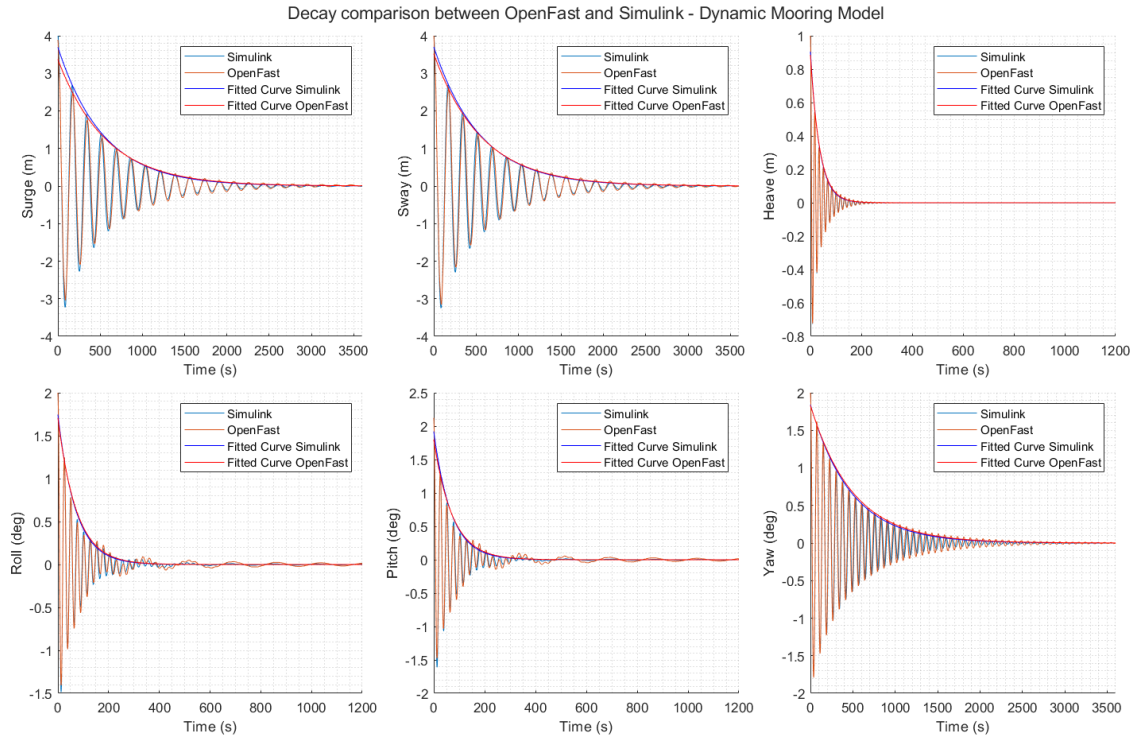 Decay comparison between OpenFast and Simulink - Dynamic Mooring Model
4
3
2
1
0
-1
-2
-3
-4
Surge (m)
0 500 1000 1500 2000 2500 3000 3500
Time (s)
Simulink
OpenFast
Fitted Curve Simulink
Fitted Curve OpenFast
4
3
2
1
0
-1
-2
-3
-4
Sway (m)
0 500 1000 1500 2000 2500 3000 3500
Time (s)
Simulink
OpenFast
Fitted Curve Simulink
Fitted Curve OpenFast
1
0.8
0.6
0.4
0.2
0
-0.2
-0.4
-0.6
-0.8
Heave (m)
0 200 400 600 800 1000 1200
Time (s)
Simulink
OpenFast
Fitted Curve Simulink
Fitted Curve OpenFast
2
1.5
1
0.5
0
-0.5
-1
-1.5
Roll (deg)
0 200 400 600 800 1000 1200
Time (s)
Simulink
OpenFast
Fitted Curve Simulink
Fitted Curve OpenFast
2.5
2
1.5
1
0.5
0
-0.5
-1
-1.5
-2
Pitch (deg)
0 200 400 600 800 1000 1200
Time (s)
Simulink
OpenFast
Fitted Curve Simulink
Fitted Curve OpenFast
2
1.5
1
0.5
0
-0.5
-1
-1.5
-2
Yaw (deg)
0 500 1000 1500 2000 2500 3000 3500
Time (s)
Simulink
OpenFast
Fitted Curve Simulink
Fitted Curve OpenFast